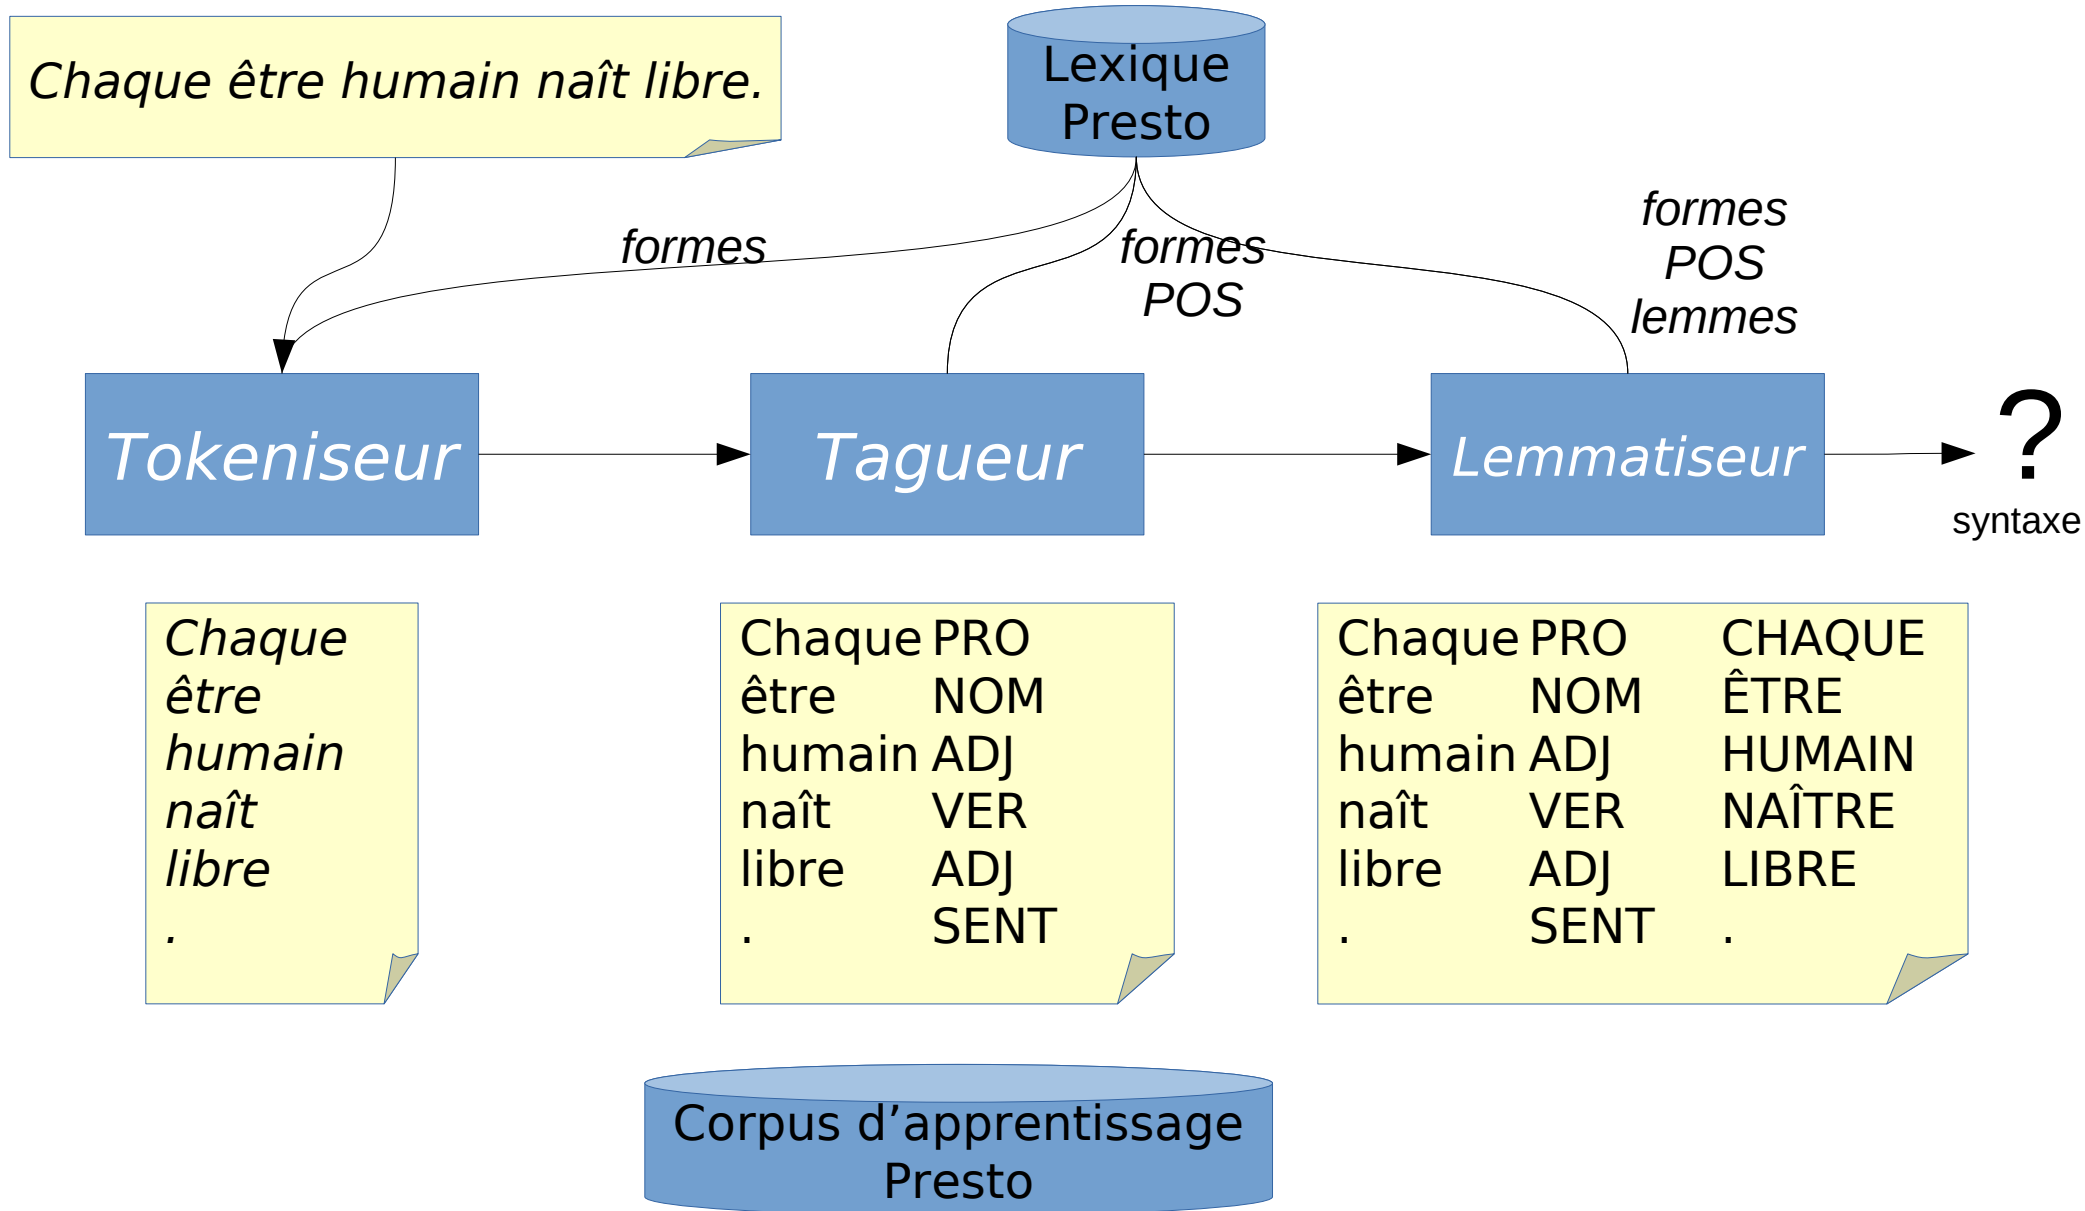 Chaque être humain naît libre.
Lexique
Presto
formes
formes
POS
formes
POS
lemmes
Tokeniseur
Tagueur
Lemmatiseur
?
syntaxe
Chaque
être
humain
naît
libre
.
Chaque PRO
être NOM
humain ADJ
naît VER
libre ADJ
. SENT
Chaque PRO CHAQUE
être NOM ÊTRE
humain ADJ HUMAIN
naît VER NAÎTRE
libre ADJ LIBRE
. SENT .
Corpus d’apprentissage
Presto